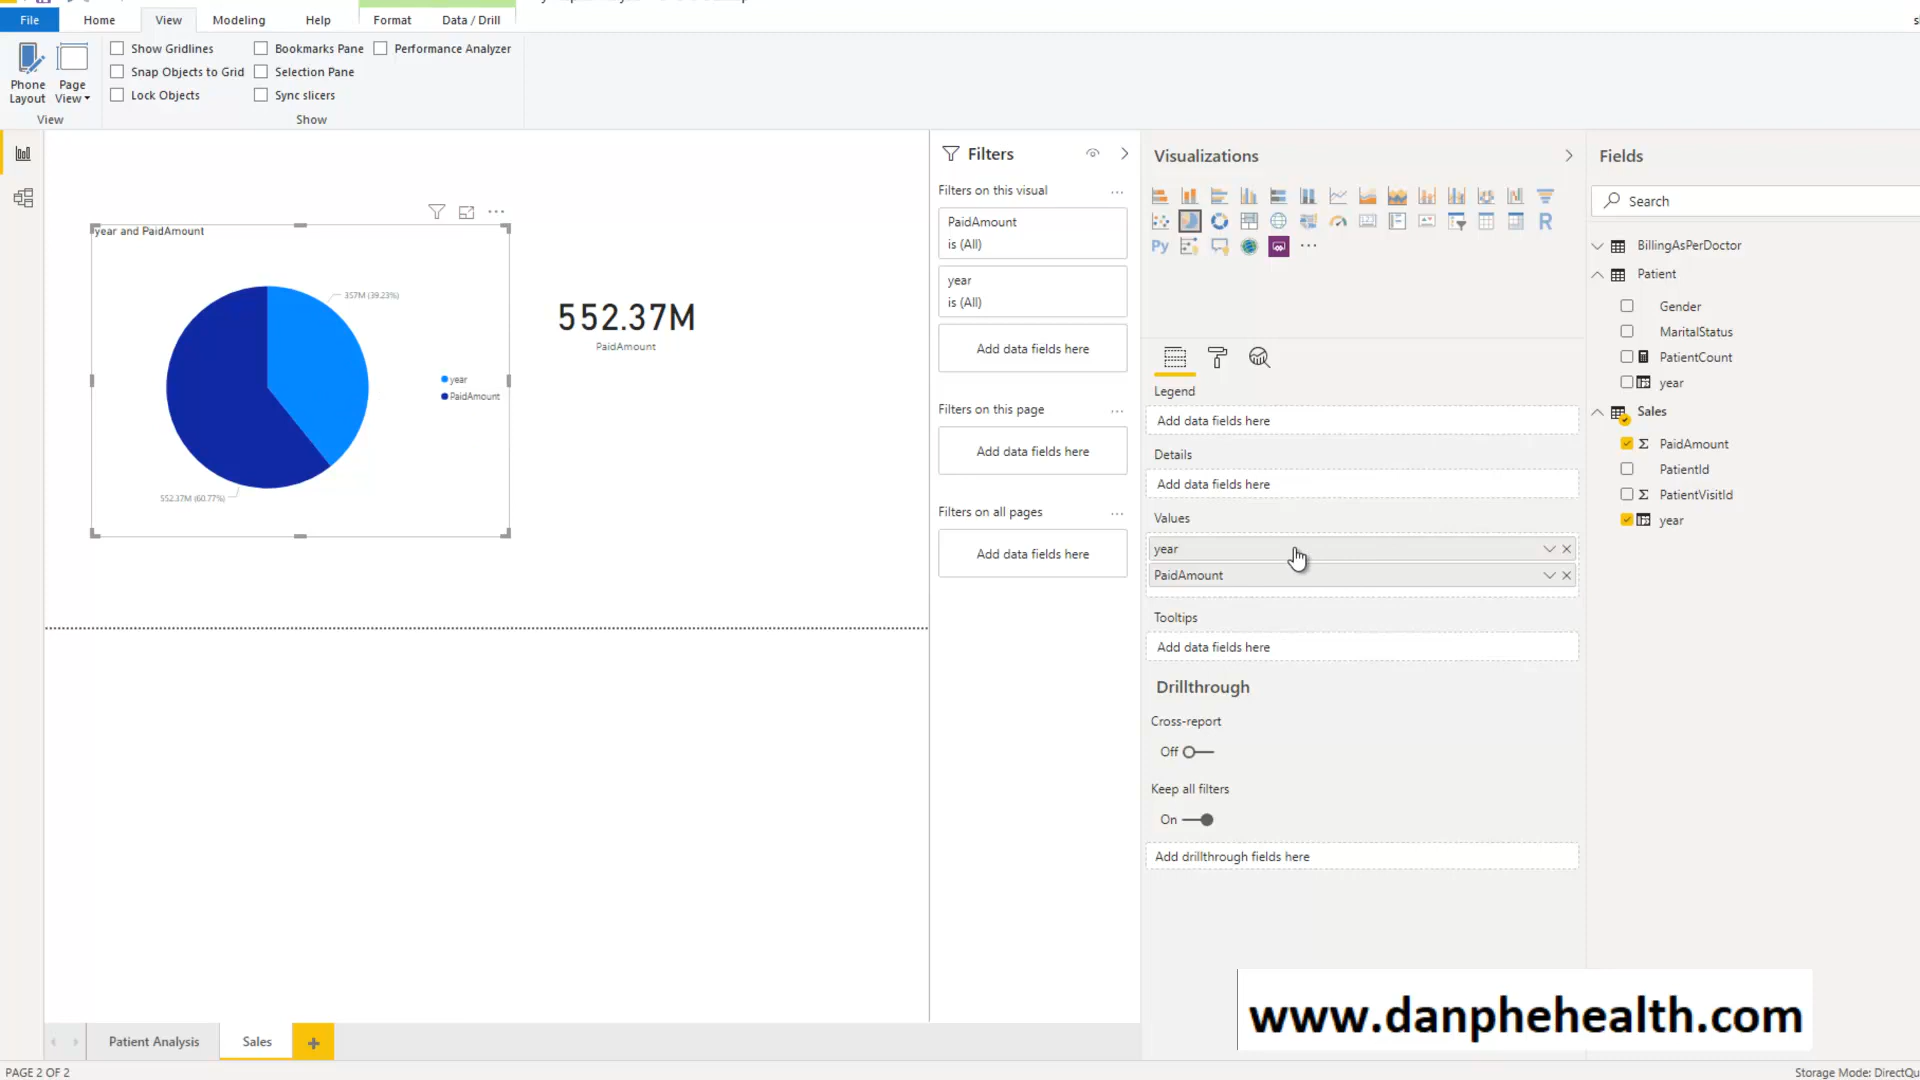 File
Home
View
Modeling
Help
Format
Data / Drill
Phone
Layout
Page
View
View
Show Gridlines
Snap Objects to Grid
Lock Objects
Bookmarks Pane
Selection Pane
Sync slicers
Performance Analyzer
Show
year and PaidAmount
357M (39.23%)
552.37M (60.77%)
year
PaidAmount
552.37M
PaidAmount
Filters
Filters on this visual
PaidAmount
is (All)
year
is (All)
Add data fields here
Filters on this page
Add data fields here
Filters on all pages
Add data fields here
Visualizations
Py
R
Legend
Add data fields here
Details
Add data fields here
Values
year
PaidAmount
Tooltips
Add data fields here
Drillthrough
Cross-report
Off
Keep all filters
On
Add drillthrough fields here
Fields
Search
BillingAsPerDoctor
Patient
Gender
MaritalStatus
PatientCount
year
Sales
PaidAmount
PatientId
PatientVisitId
year
www.danphehealth.com
Patient Analysis
Sales
PAGE 2 OF 2
Storage Mode: DirectQu